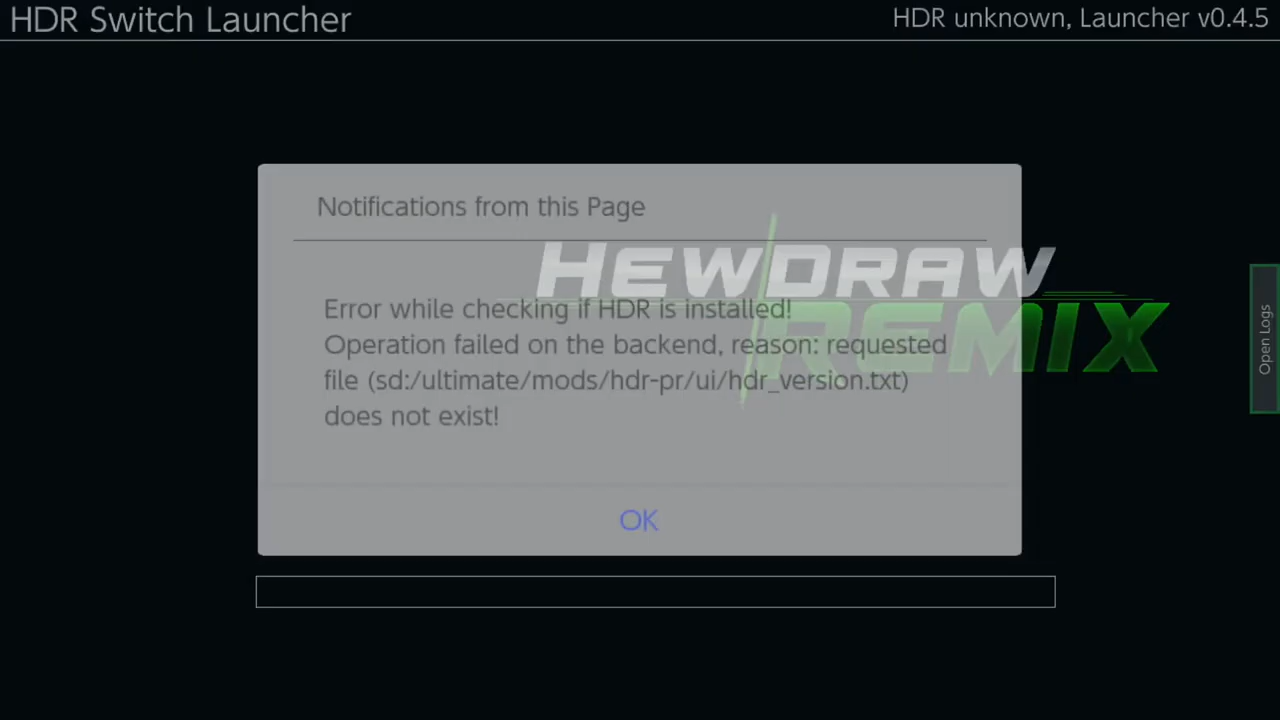 HDR Switch Launcher
HDR unknown, Launcher v0.4.5
Notifications from this Page
HEWDRAW
REMIX
Error while checking if HDR is installed!
Operation failed on the backend, reason: requested
file (sd:/ultimate/mods/hdr-pr/ui/hdr_version.txt)
does not exist!
Open Logs
OK